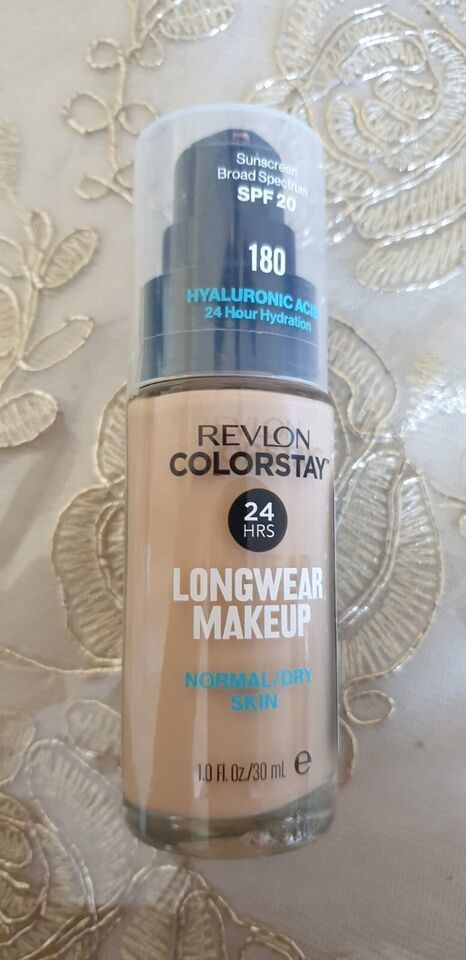 Sunscreen
Broad Spectrum
SPF 20
180
HYALURONIC ACID
24 Hour Hydration
REVLON
COLORSTAY™
24
HRS
LONGWEAR
MAKEUP
NORMAL/DRY
SKIN
1.0 Fl. Oz./30 mL ℮